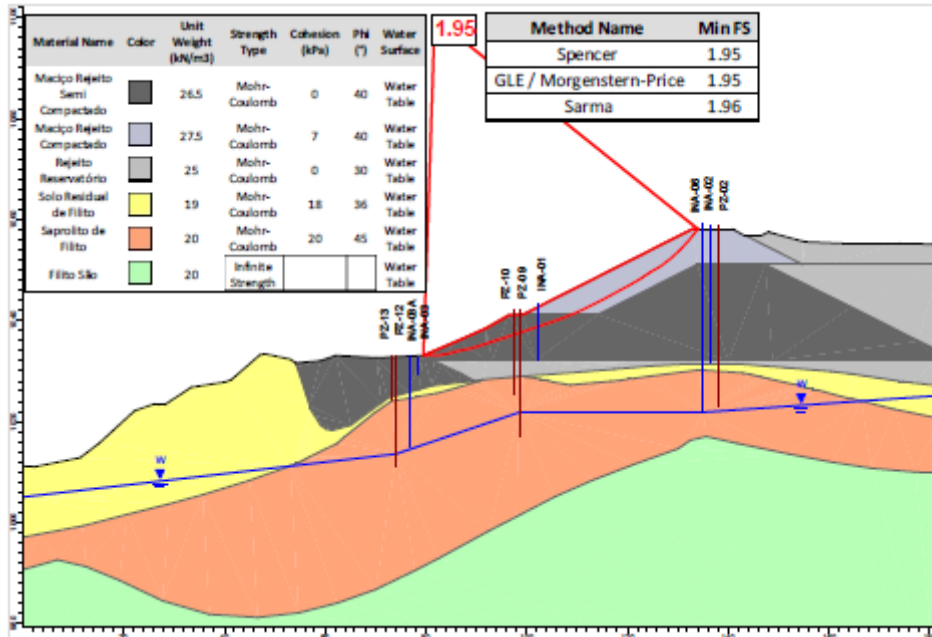 Material Name Color Unit Weight (kN/m3) Strength Type Cohesion (kPa) Phi (°) Water Surface
Maciço Rejeito Semi Compactado 26.5 Mohr-Coulomb 0 40 Water Table
Maciço Rejeito Compactado 27.5 Mohr-Coulomb 7 40 Water Table
Rejeito Reservatório 25 Mohr-Coulomb 0 30 Water Table
Solo Residual de Filito 19 Mohr-Coulomb 18 36 Water Table
Saprolito de Filito 20 Mohr-Coulomb 20 45 Water Table
Filito São 20 Infinite Strength Water Table
1.95
Method Name Min FS
Spencer 1.95
GLE / Morgenstern-Price 1.95
Sarma 1.96
INA-06
INA-02
PZ-02
PZ-10
PZ-09
INA-01
PZ-13
PZ-12
INA-03A
INA-03
W
W